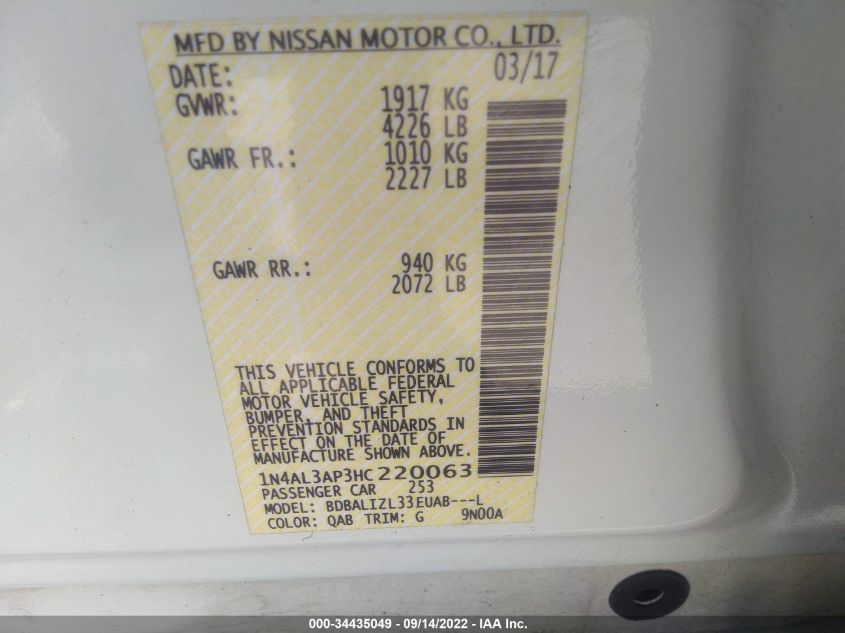 MFD BY NISSAN MOTOR CO., LTD.
DATE: 03/17
GVWR: 1917 KG
4226 LB
GAWR FR.: 1010 KG
2227 LB
GAWR RR.: 940 KG
2072 LB
THIS VEHICLE CONFORMS TO
ALL APPLICABLE FEDERAL
MOTOR VEHICLE SAFETY,
BUMPER, AND THEFT
PREVENTION STANDARDS IN
EFFECT ON THE DATE OF
MANUFACTURE SHOWN ABOVE.
1N4AL3AP3HC220063
PASSENGER CAR 253
MODEL: BDBALIZL33EUAB---L
COLOR: QAB TRIM: G 9N00A
000-34435049 - 09/14/2022 - IAA Inc.